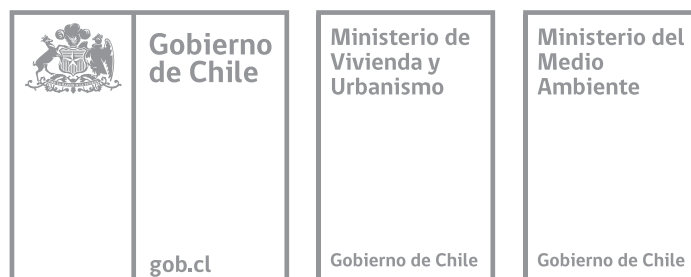 Gobierno
de Chile
gob.cl
Ministerio de
Vivienda y
Urbanismo
Gobierno de Chile
Ministerio del
Medio
Ambiente
Gobierno de Chile